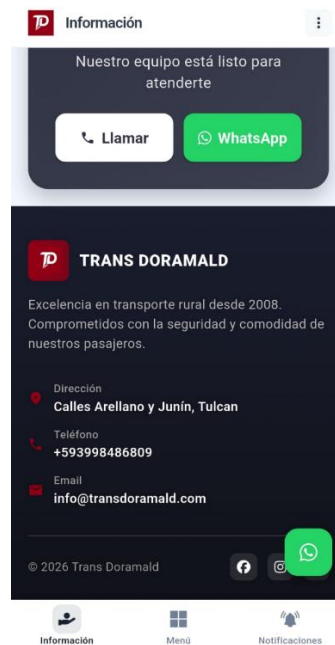 TD Información
Nuestro equipo está listo para
atenderte
Llamar WhatsApp
TD TRANS DORAMALD
Excelencia en transporte rural desde 2008.
Comprometidos con la seguridad y comodidad de
nuestros pasajeros.
Dirección
Calles Arellano y Junín, Tulcan
Teléfono
+593998486809
Email
info@transdoramald.com
© 2026 Trans Doramald
Información Menú Notificaciones